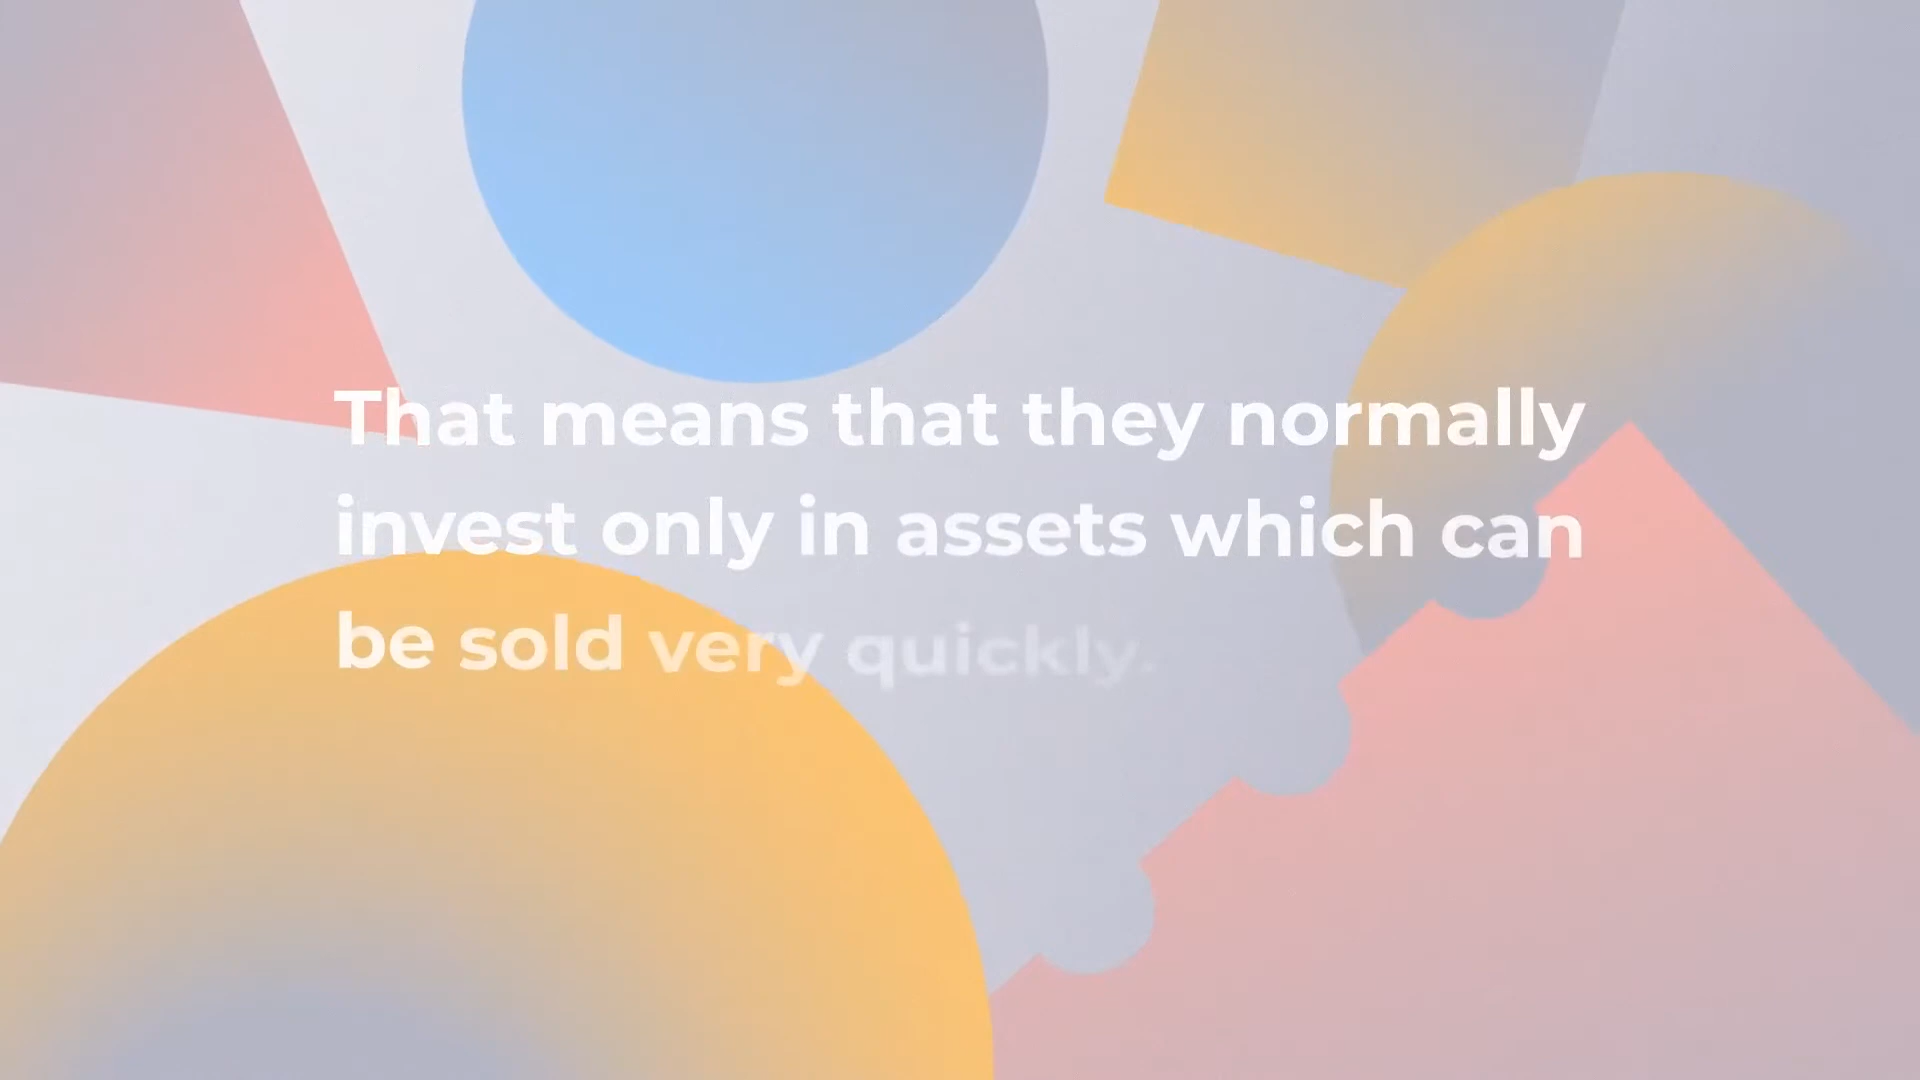 That means that they normally
invest only in assets which can
be sold very quickly.